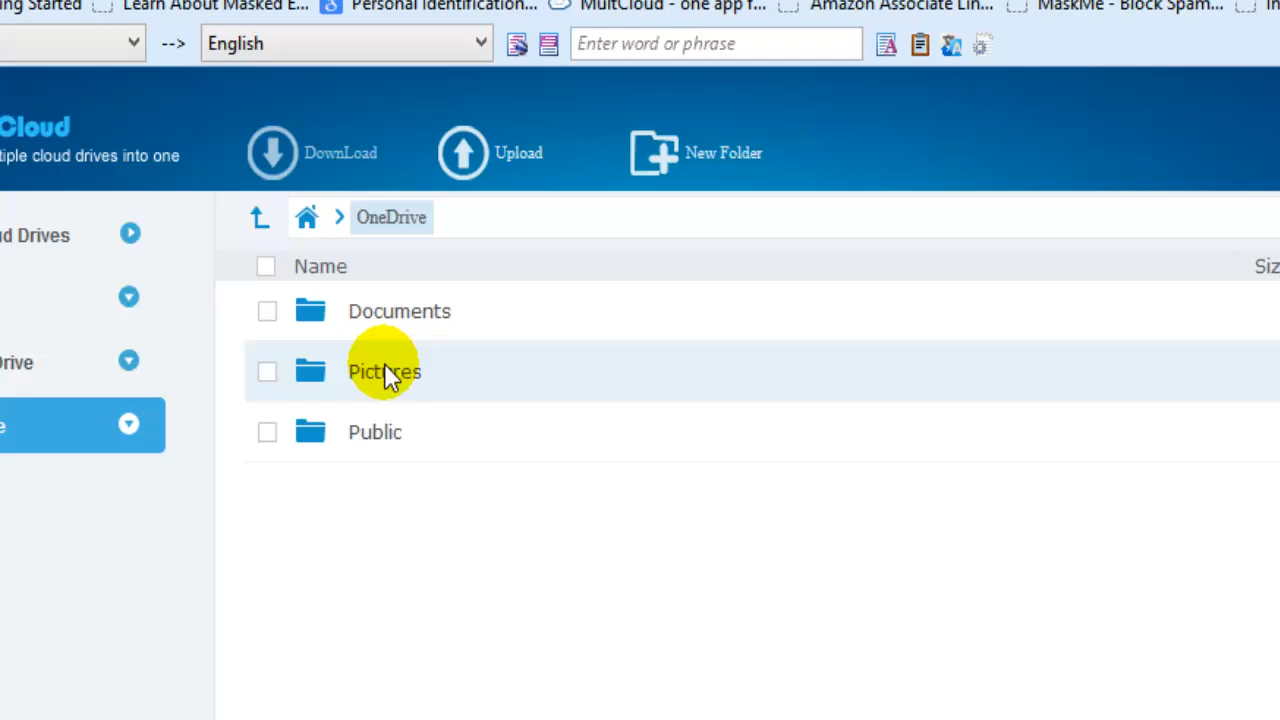 ing Started Learn About Masked E... Personal Identification... MultCloud - one app f... Amazon Associate Lin... MaskMe - Block Spam... In
--> English Enter word or phrase
Cloud
tiple cloud drives into one
DownLoad Upload New Folder
OneDrive
ud Drives
Name Siz
Documents
rive
Pictures
e
Public